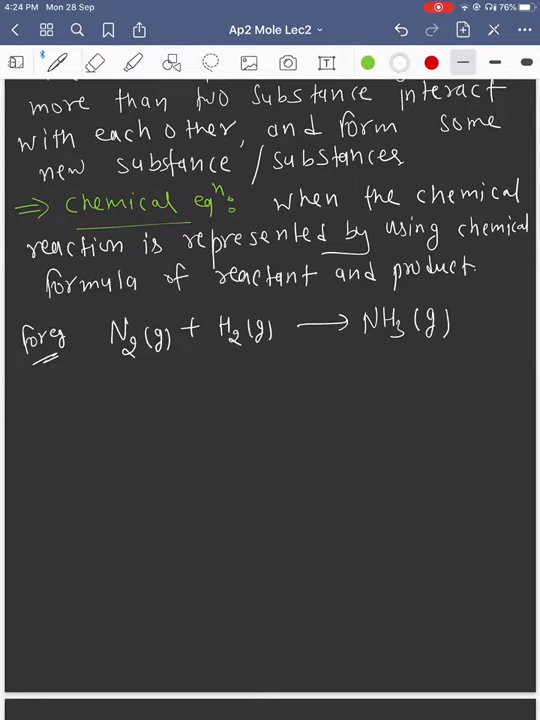 4:24 PM Mon 28 Sep
76%
Ap2 Mole Lec2
more than two substance interact
with each other, and form some
new substance / substances
⇒ chemical eqⁿ: when the chemical
reaction is represented by using chemical
formula of reactant and product.
for eg N₂(g) + H₂(g) → NH₃(g)